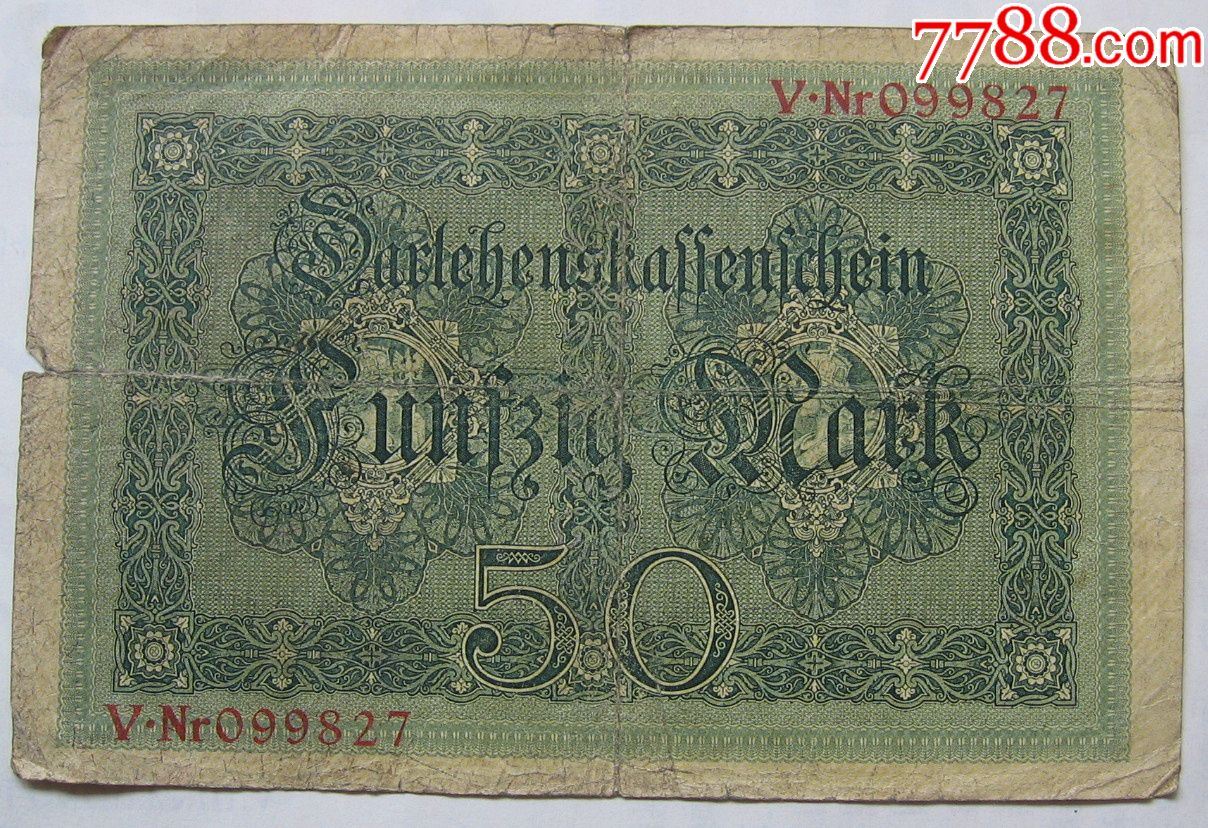 7788.com
V·Nr099827
Darlehenskassenschein
Fünfzig Mark
50
V·Nr099827